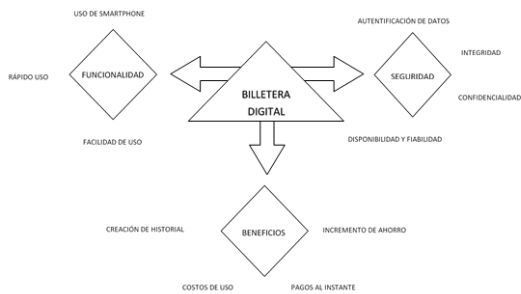 USO DE SMARTPHONE
RÁPIDO USO
FUNCIONALIDAD
FACILIDAD DE USO
BILLETERA
DIGITAL
AUTENTIFICACIÓN DE DATOS
INTEGRIDAD
SEGURIDAD
CONFIDENCIALIDAD
DISPONIBILIDAD Y FIABILIDAD
CREACIÓN DE HISTORIAL
BENEFICIOS
INCREMENTO DE AHORRO
COSTOS DE USO
PAGOS AL INSTANTE